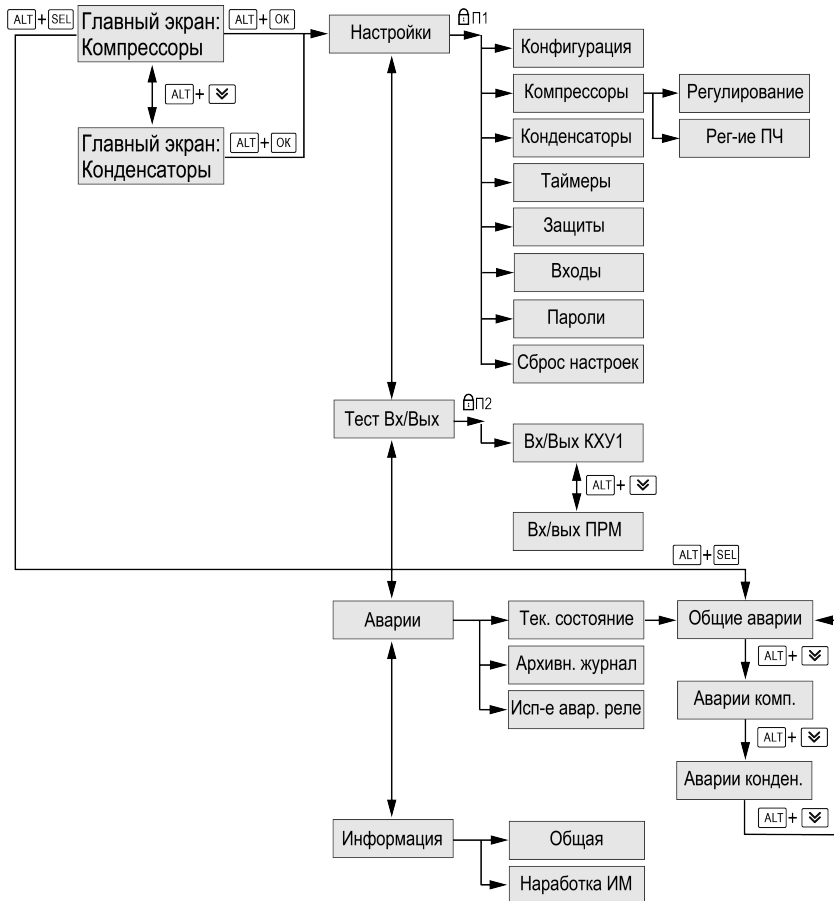 ALT + SEL
Главный экран:
Компрессоры
ALT + OK
ALT +
Главный экран:
Конденсаторы
ALT + OK
Настройки
П1
Конфигурация
Компрессоры
Регулирование
Рег-ие ПЧ
Конденсаторы
Таймеры
Защиты
Входы
Пароли
Сброс настроек
Тест Вх/Вых
П2
Вх/Вых КХУ1
ALT +
Вх/вых ПРМ
ALT + SEL
Аварии
Тек. состояние
Общие аварии
ALT +
Архивн. журнал
Аварии комп.
Исп-е авар. реле
ALT +
Аварии конден.
ALT +
Информация
Общая
Наработка ИМ